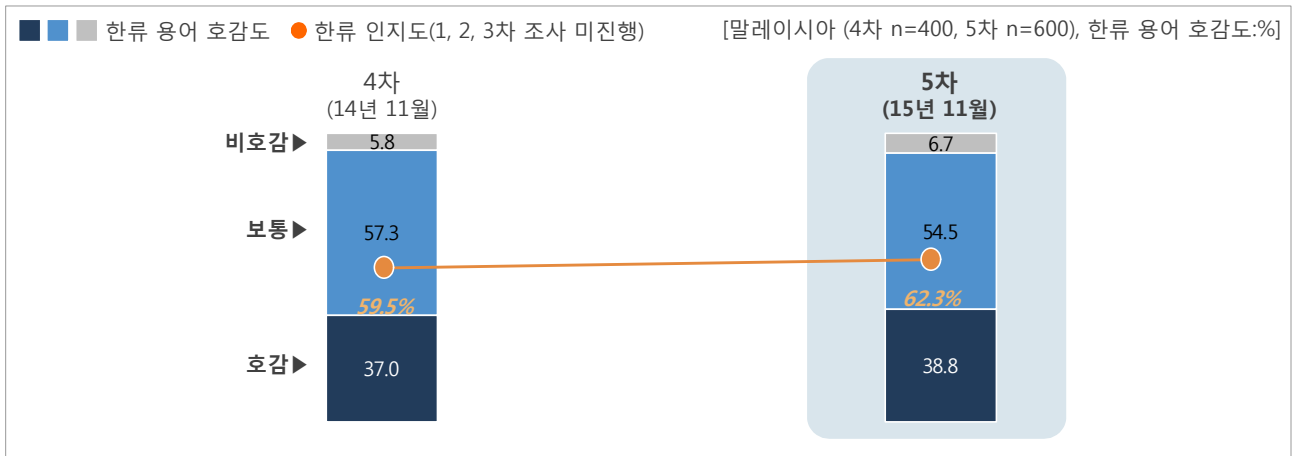 한류 용어 호감도 한류 인지도(1, 2, 3차 조사 미진행) [말레이시아 (4차 n=400, 5차 n=600), 한류 용어 호감도:%]
4차 5차
(14년 11월) (15년 11월)
비호감▶ 5.8 6.7
보통▶ 57.3 54.5
59.5% 62.3%
호감▶ 37.0 38.8